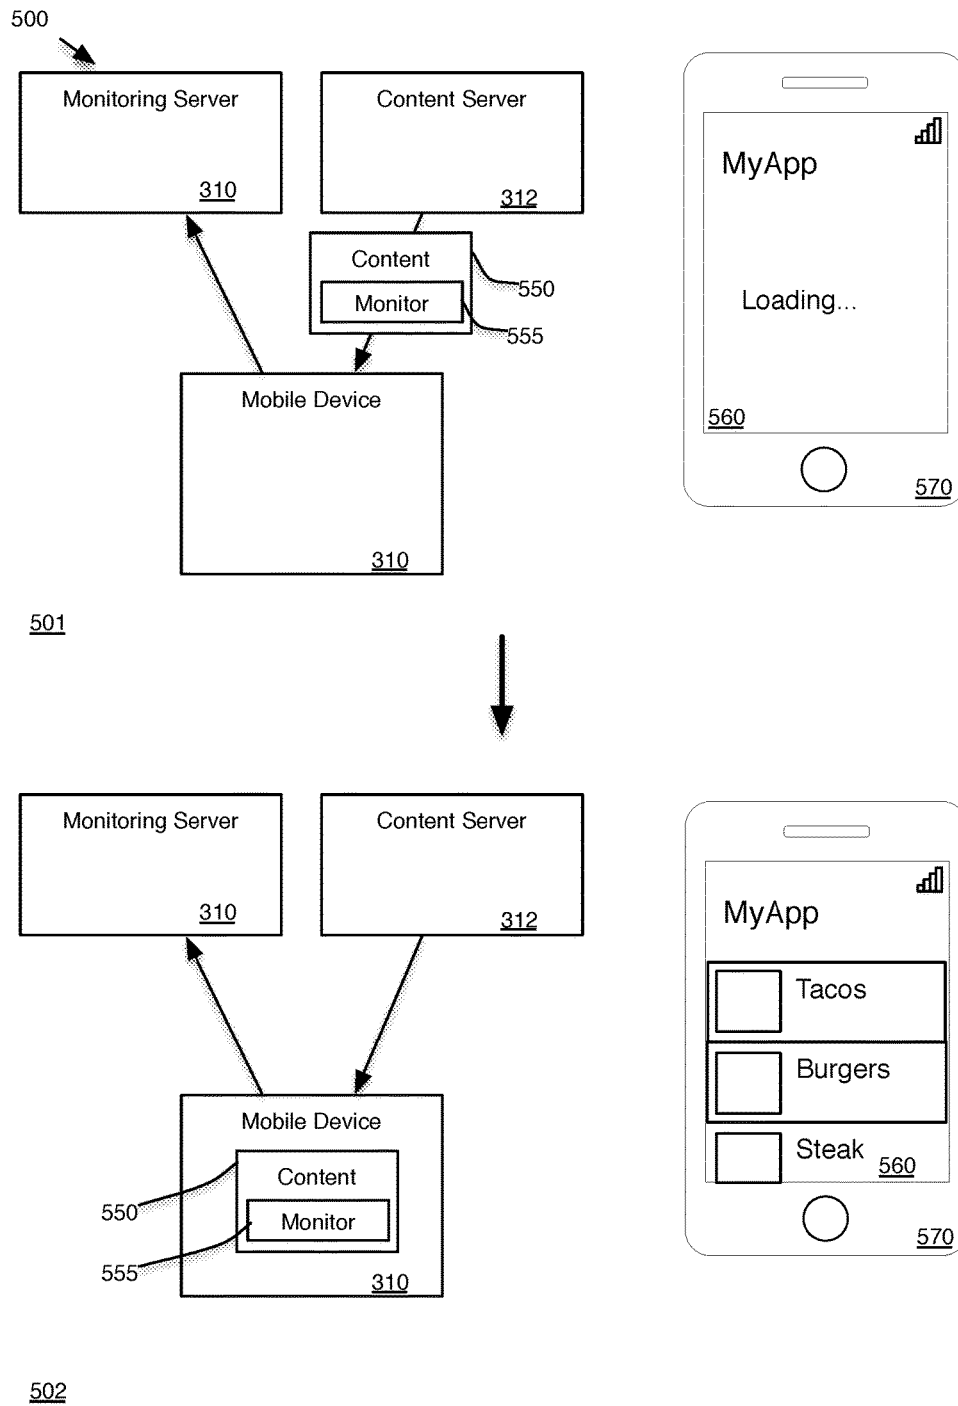 500
Monitoring Server
310
Content Server
312
Content
550
Monitor
555
Mobile Device
310
MyApp
Loading...
560
570
501
Monitoring Server
310
Content Server
312
Mobile Device
Content
550
Monitor
555
310
MyApp
Tacos
Burgers
Steak
560
570
502